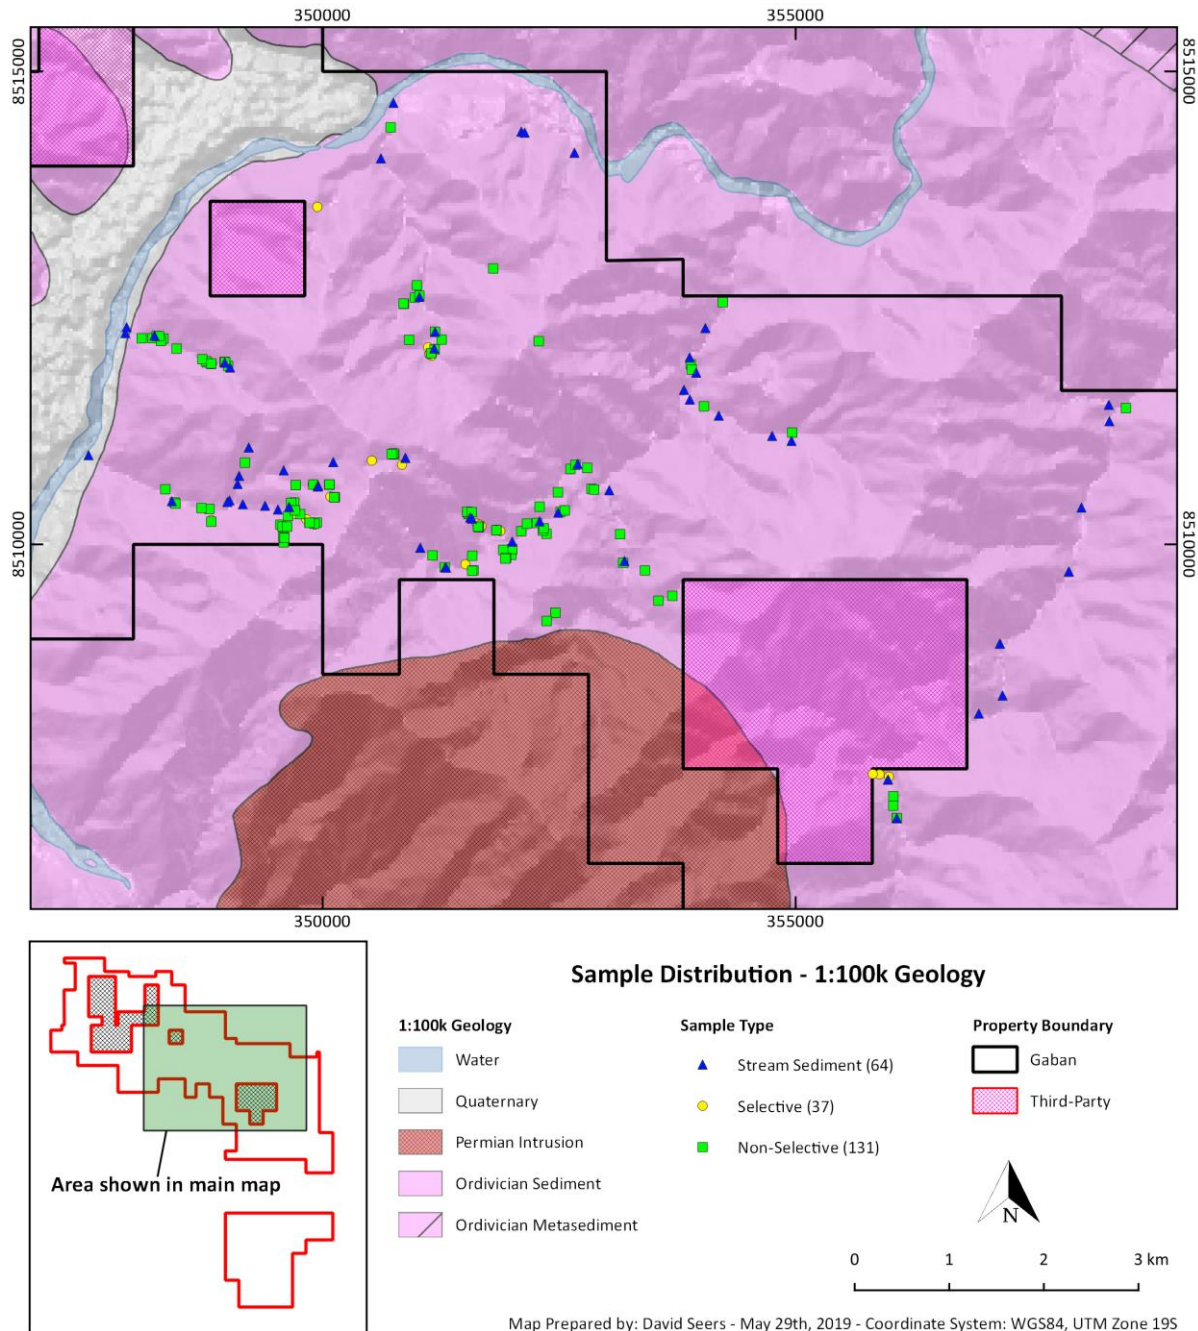 350000
355000
8515000
8515000
8510000
8510000
350000
355000
Sample Distribution - 1:100k Geology
1:100k Geology
Water
Quaternary
Permian Intrusion
Ordivician Sediment
Ordivician Metasediment
Sample Type
Stream Sediment (64)
Selective (37)
Non-Selective (131)
Property Boundary
Gaban
Third-Party
Area shown in main map
N
0 1 2 3 km
Map Prepared by: David Seers - May 29th, 2019 - Coordinate System: WGS84, UTM Zone 19S